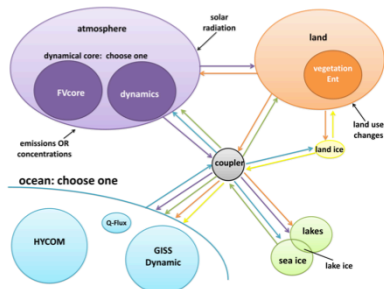 solar
radiation
atmosphere
land
dynamical core: choose one
FVcore
dynamics
vegetation
Ent
emissions OR
concentrations
land use
changes
land ice
coupler
ocean: choose one
HYCOM
Q-Flux
GISS
Dynamic
lakes
sea ice
lake ice